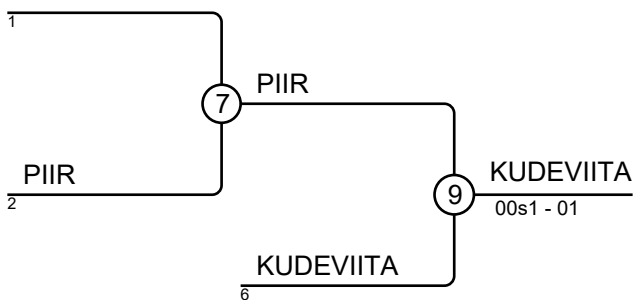 1
7
PIIR
PIIR
2
9
KUDEVIITA
00s1 - 01
KUDEVIITA
6